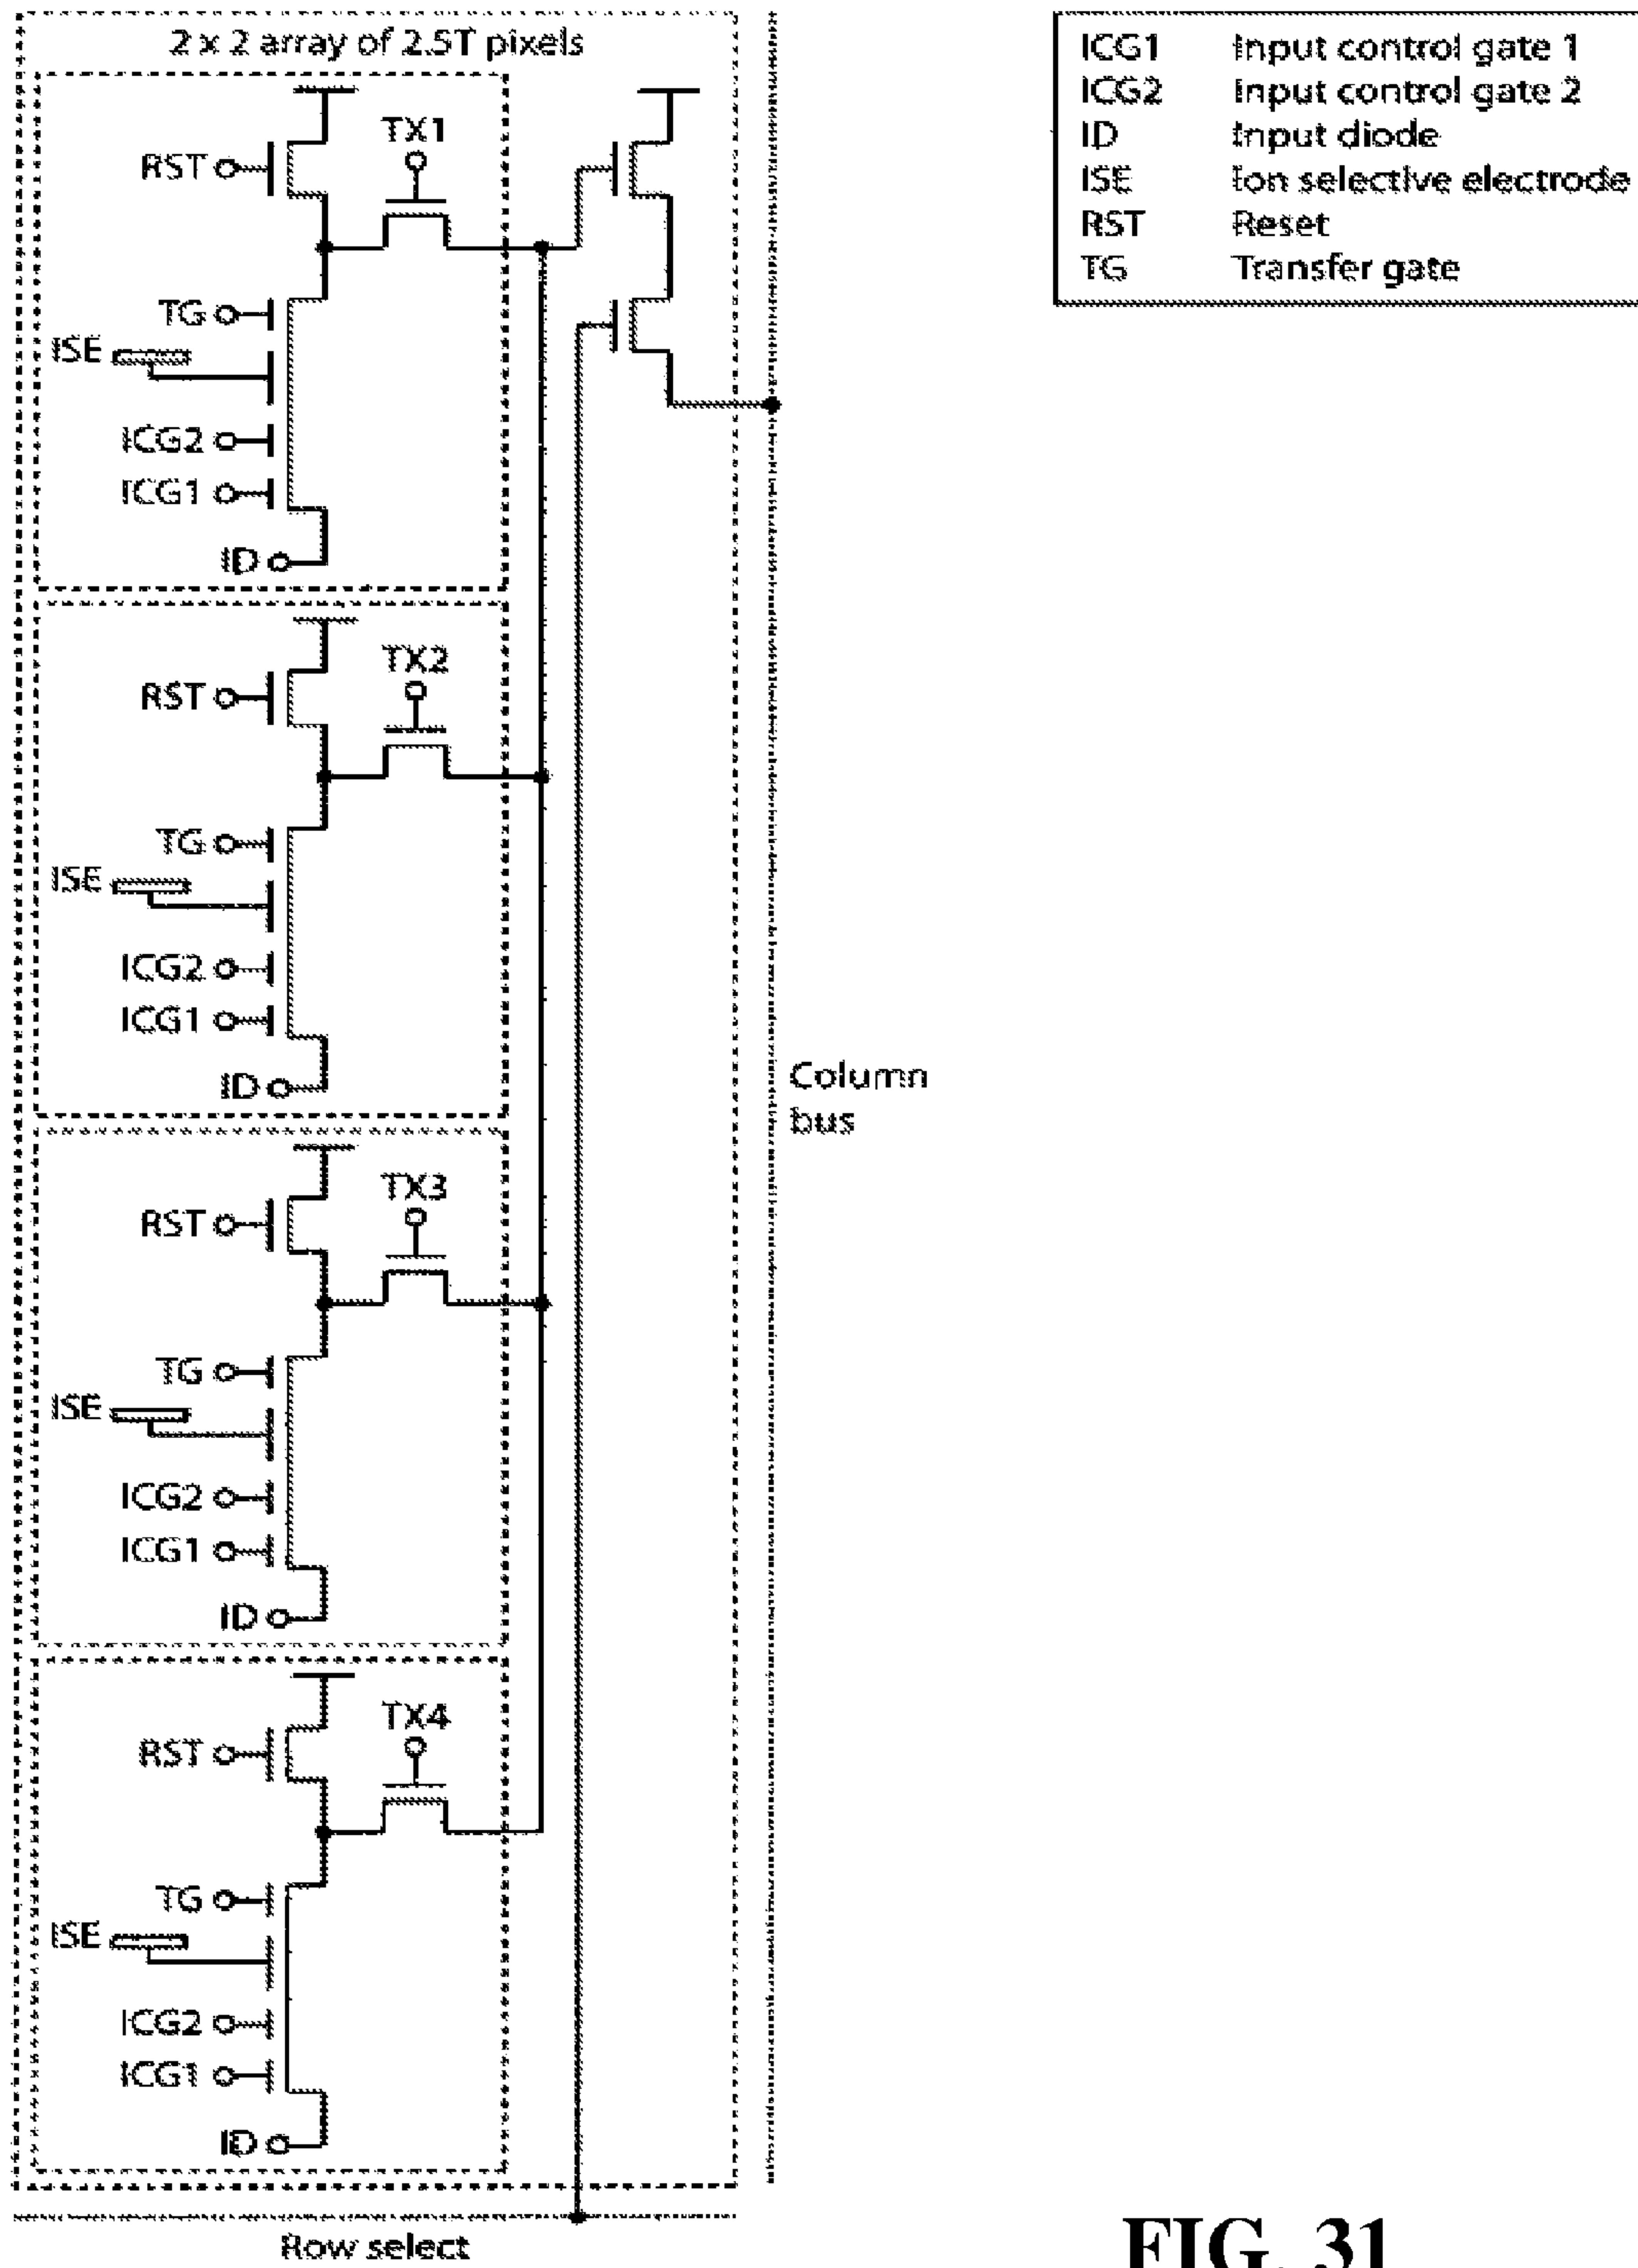 2 x 2 array of 2.5T pixels
RST
TX1
TG
ISE
ICG2
ICG1
ID
RST
TX2
TG
ISE
ICG2
ICG1
ID
RST
TX3
TG
ISE
ICG2
ICG1
ID
RST
TX4
TG
ISE
ICG2
ICG1
ID
Row select
Column
bus
ICG1 Input control gate 1
ICG2 Input control gate 2
ID Input diode
ISE Ion selective electrode
RST Reset
TG Transfer gate
FIG. 31